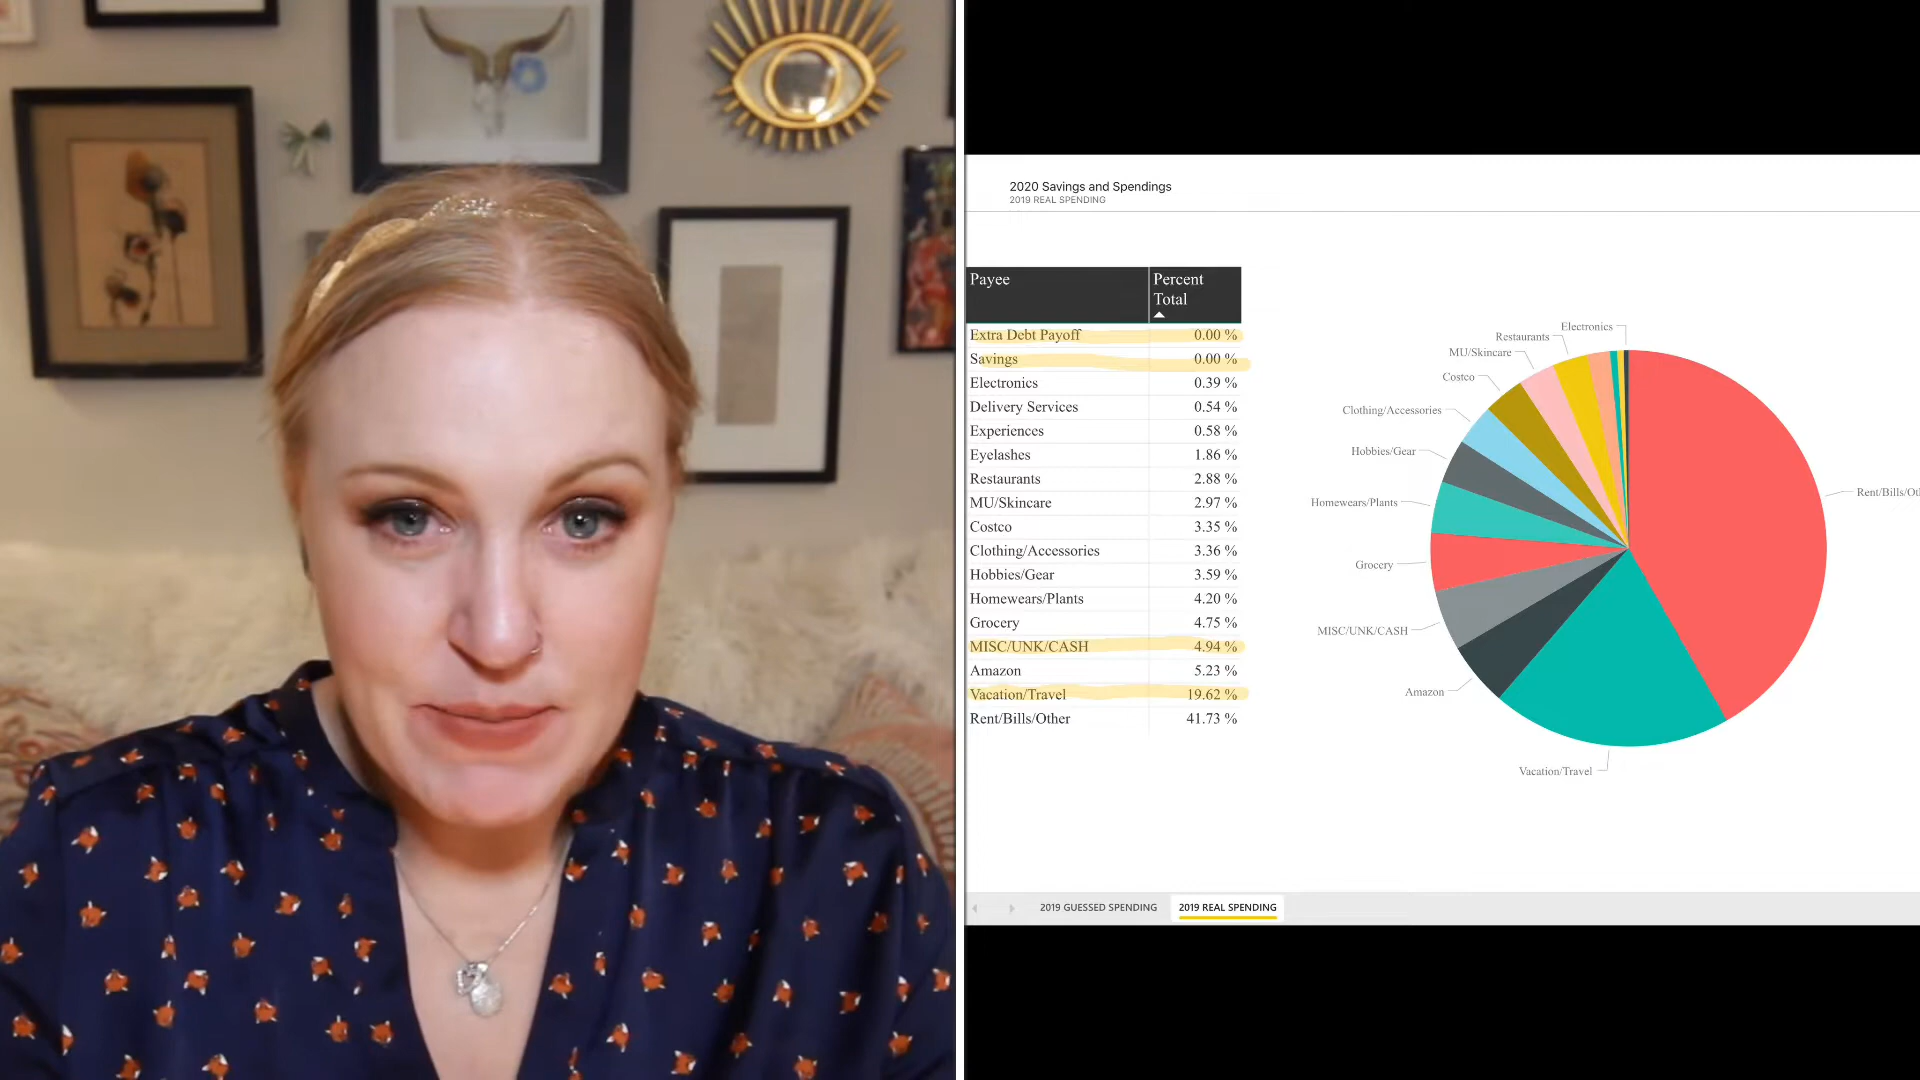 2020 Savings and Spendings
2019 REAL SPENDING
Payee Percent Total
Extra Debt Payoff 0.00 %
Savings 0.00 %
Electronics 0.39 %
Delivery Services 0.54 %
Experiences 0.58 %
Eyelashes 1.86 %
Restaurants 2.88 %
MU/Skincare 2.97 %
Costco 3.35 %
Clothing/Accessories 3.36 %
Hobbies/Gear 3.59 %
Homewears/Plants 4.20 %
Grocery 4.75 %
MISC/UNK/CASH 4.94 %
Amazon 5.23 %
Vacation/Travel 19.62 %
Rent/Bills/Other 41.73 %
Electronics
Restaurants
MU/Skincare
Costco
Clothing/Accessories
Hobbies/Gear
Rent/Bills/Otl
Homewears/Plants
Grocery
MISC/UNK/CASH
Amazon
Vacation/Travel
2019 GUESSED SPENDING 2019 REAL SPENDING